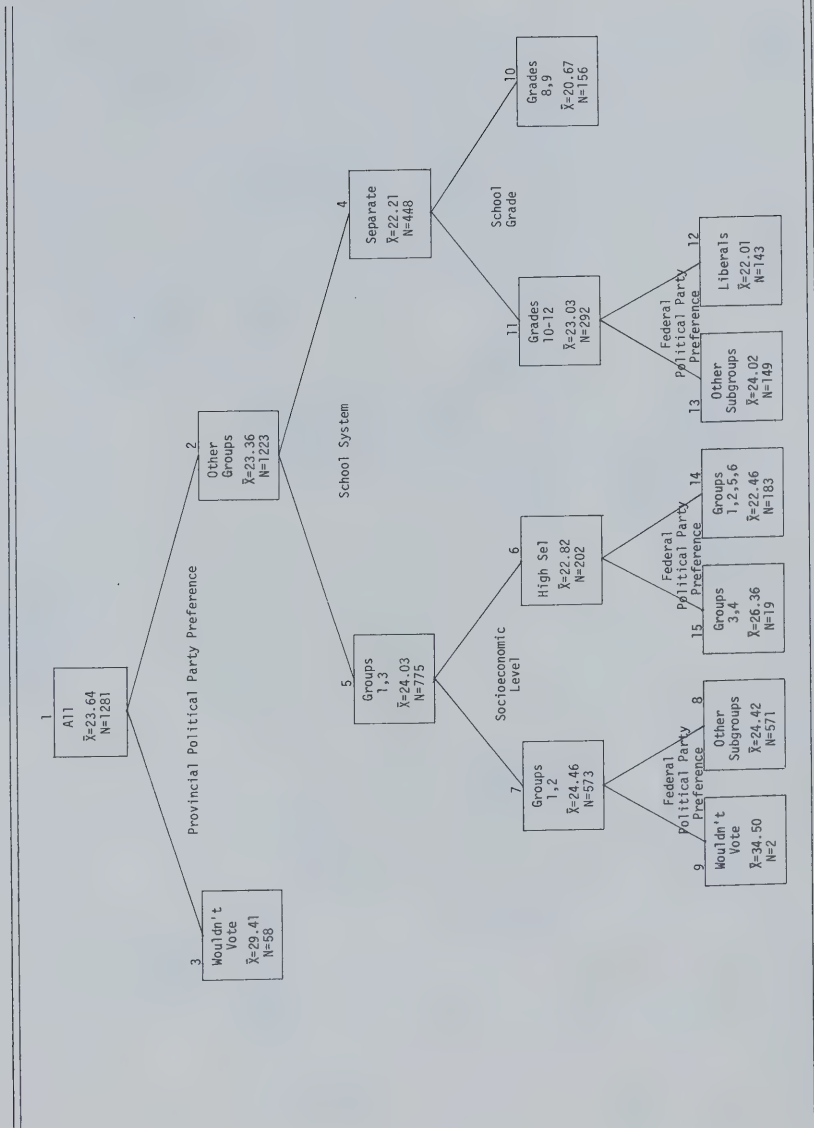 1
All
X̄=23.64
N=1281
Provincial Political Party Preference
3
Wouldn't
Vote
X̄=29.41
N=58
2
Other
Groups
X̄=23.36
N=1223
School System
5
Groups
1,3
X̄=24.03
N=775
4
Separate
X̄=22.21
N=448
Socioeconomic
Level
School
Grade
7
Groups
1,2
X̄=24.46
N=573
6
High Sel
X̄=22.82
N=202
11
Grades
10-12
X̄=23.03
N=292
10
Grades
8,9
X̄=20.67
N=156
Federal
Political Party
Preference
9
Wouldn't
Vote
X̄=34.50
N=2
8
Other
Subgroups
X̄=24.42
N=571
Federal
Political Party
Preference
15
Groups
3,4
X̄=26.36
N=19
14
Groups
1,2,5,6
X̄=22.46
N=183
Federal
Political Party
Preference
13
Other
Subgroups
X̄=24.02
N=149
12
Liberals
X̄=22.01
N=143